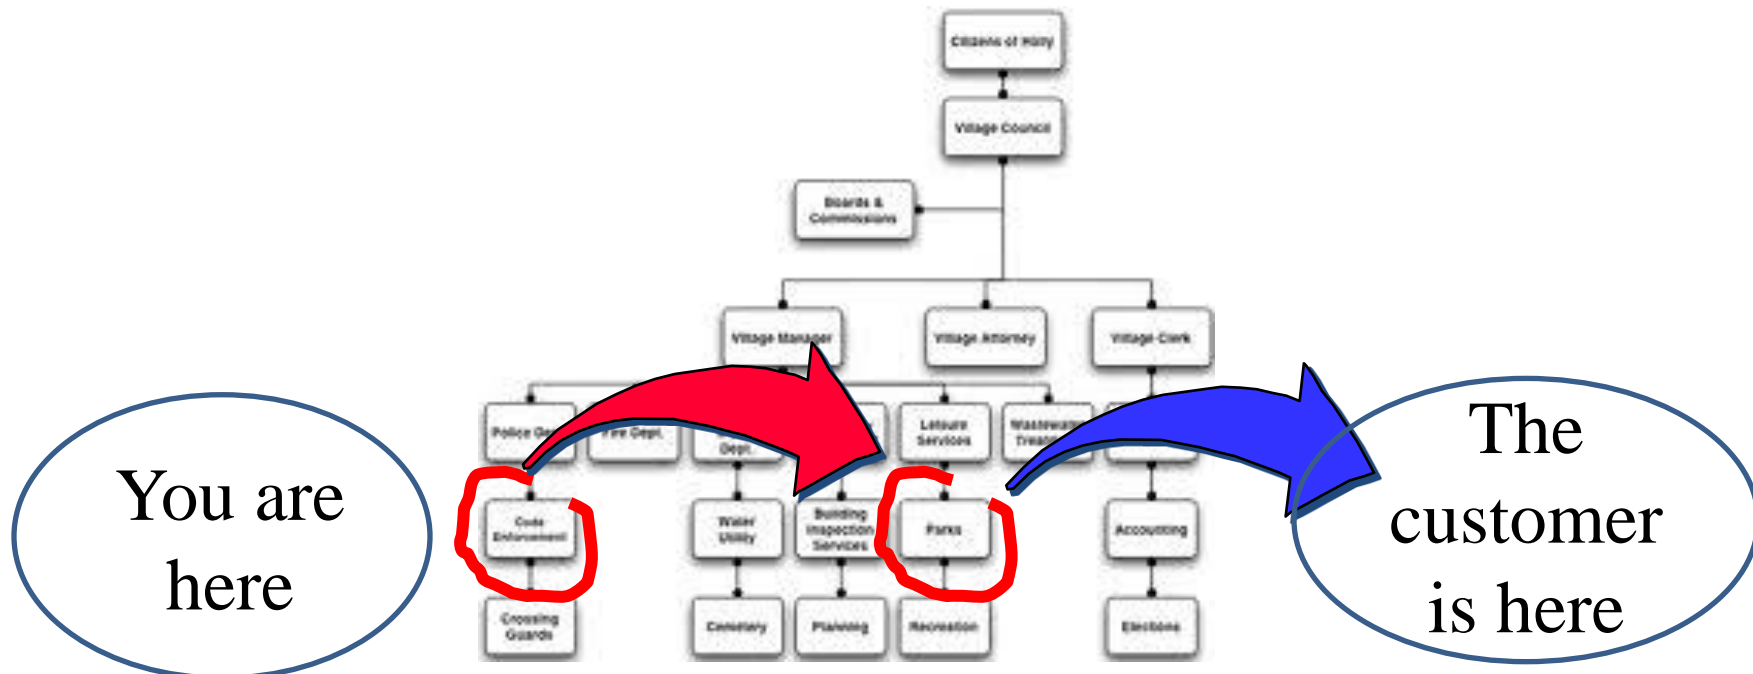 Citizens of Holly
Village Council
Boards &
Commissions
Village Manager
Village Attorney
Village Clerk
Police
Fire Dept.
Dept.
Leisure
Services
You are
here
The
customer
is here
Code
Enforcement
Water
Utility
Building
Inspection
Services
Parks
Accounting
Crossing
Guards
Cemetery
Planning
Recreation
Elections